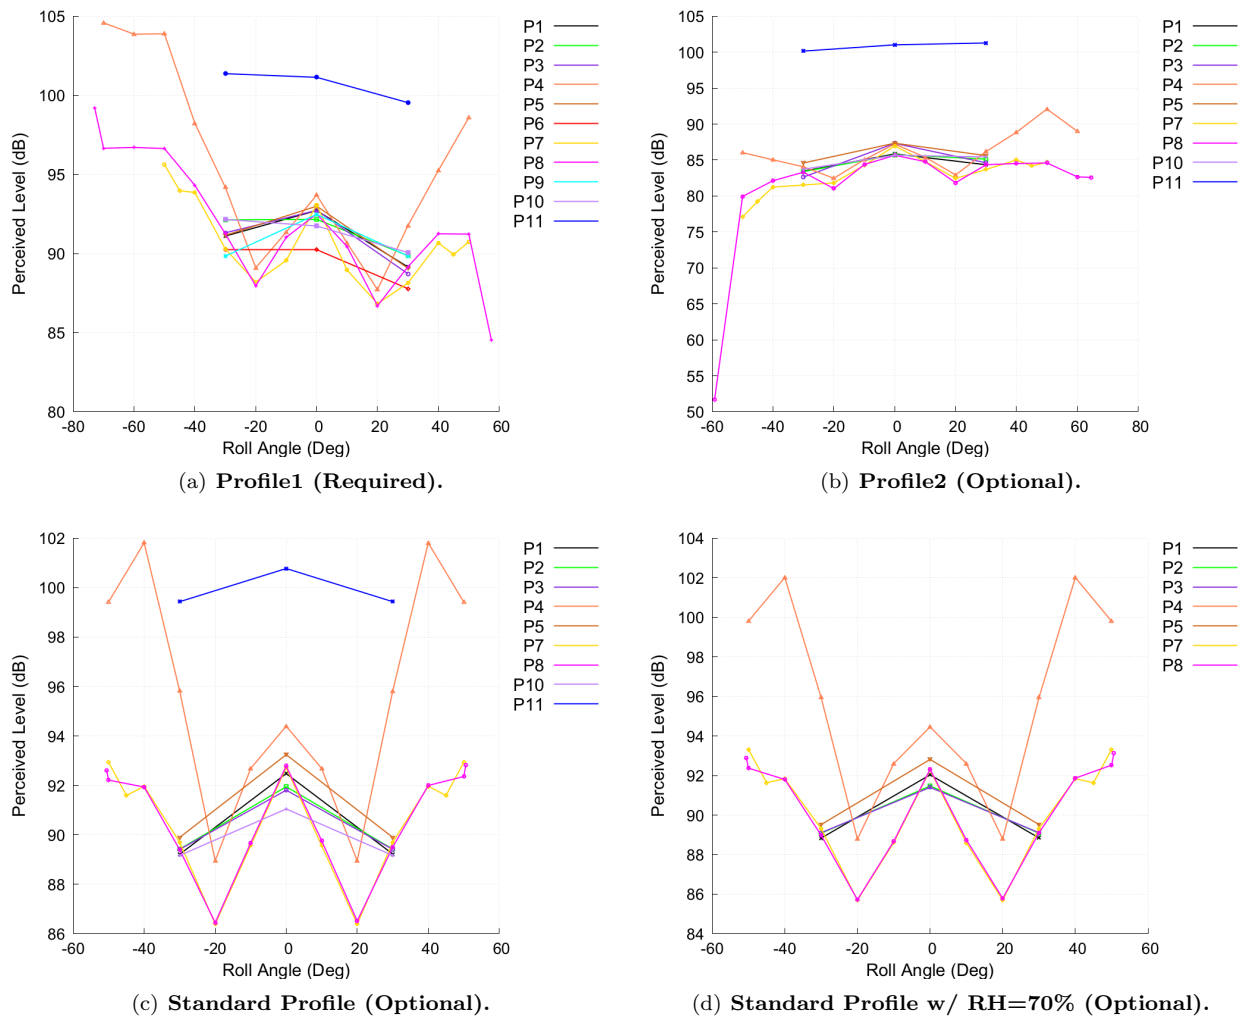 105
100
95
90
85
80
-80
-60
-40
-20
0
20
40
60
Perceived Level (dB)
Roll Angle (Deg)
P1
P2
P3
P4
P5
P6
P7
P8
P9
P10
P11
(a) Profile1 (Required).
105
100
95
90
85
80
75
70
65
60
55
50
-60
-40
-20
0
20
40
60
80
Perceived Level (dB)
Roll Angle (Deg)
P1
P2
P3
P4
P5
P7
P8
P10
P11
(b) Profile2 (Optional).
102
100
98
96
94
92
90
88
86
-60
-40
-20
0
20
40
60
Perceived Level (dB)
Roll Angle (Deg)
P1
P2
P3
P4
P5
P7
P8
P10
P11
(c) Standard Profile (Optional).
104
102
100
98
96
94
92
90
88
86
84
-60
-40
-20
0
20
40
60
Perceived Level (dB)
Roll Angle (Deg)
P1
P2
P3
P4
P5
P7
P8
(d) Standard Profile w/ RH=70% (Optional).